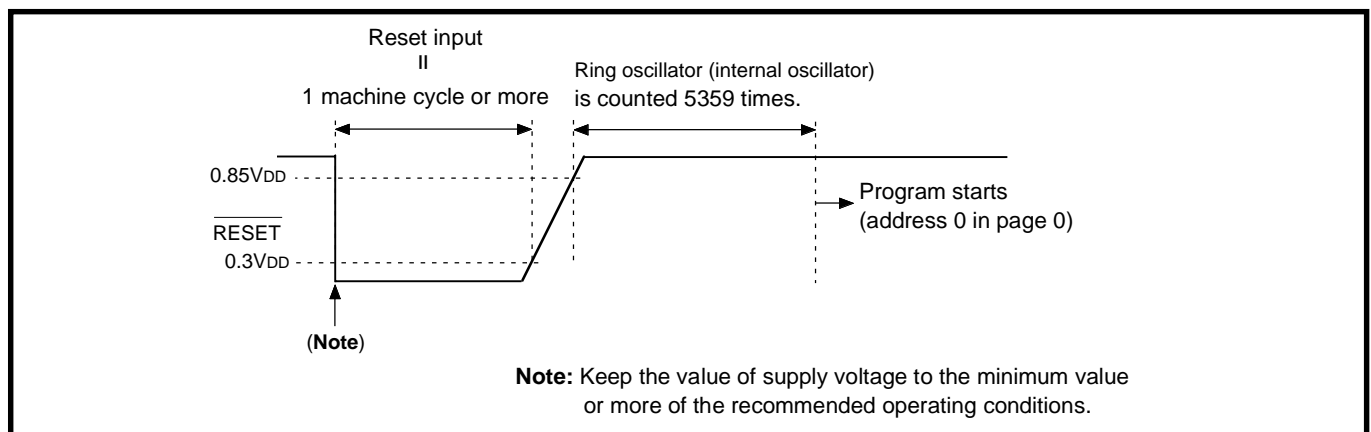 Reset input
=
1 machine cycle or more
Ring oscillator (internal oscillator)
is counted 5359 times.
0.85VDD
RESET
0.3VDD
Program starts
(address 0 in page 0)
(Note)
Note: Keep the value of supply voltage to the minimum value
or more of the recommended operating conditions.